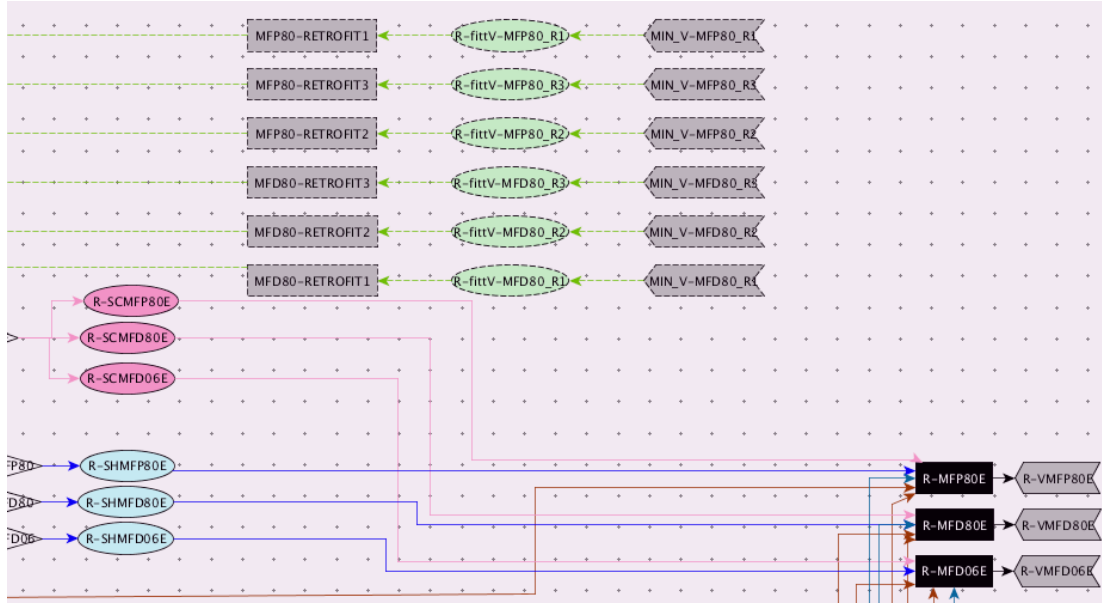 MFP80-RETROFIT1 R-fittV-MFP80_R1 MIN_V-MFP80_R1
MFP80-RETROFIT3 R-fittV-MFP80_R3 MIN_V-MFP80_R3
MFP80-RETROFIT2 R-fittV-MFP80_R2 MIN_V-MFP80_R2
MFD80-RETROFIT3 R-fittV-MFD80_R3 MIN_V-MFD80_R3
MFD80-RETROFIT2 R-fittV-MFD80_R2 MIN_V-MFD80_R2
MFD80-RETROFIT1 R-fittV-MFD80_R1 MIN_V-MFD80_R1
R-SCMFP80E
R-SCMFD80E
R-SCMFD06E
FP80 R-SHMFP80E R-MFP80E R-VMFP80E
D80 R-SHMFD80E R-MFD80E R-VMFD80E
FD06 R-SHMFD06E R-MFD06E R-VMFD06E